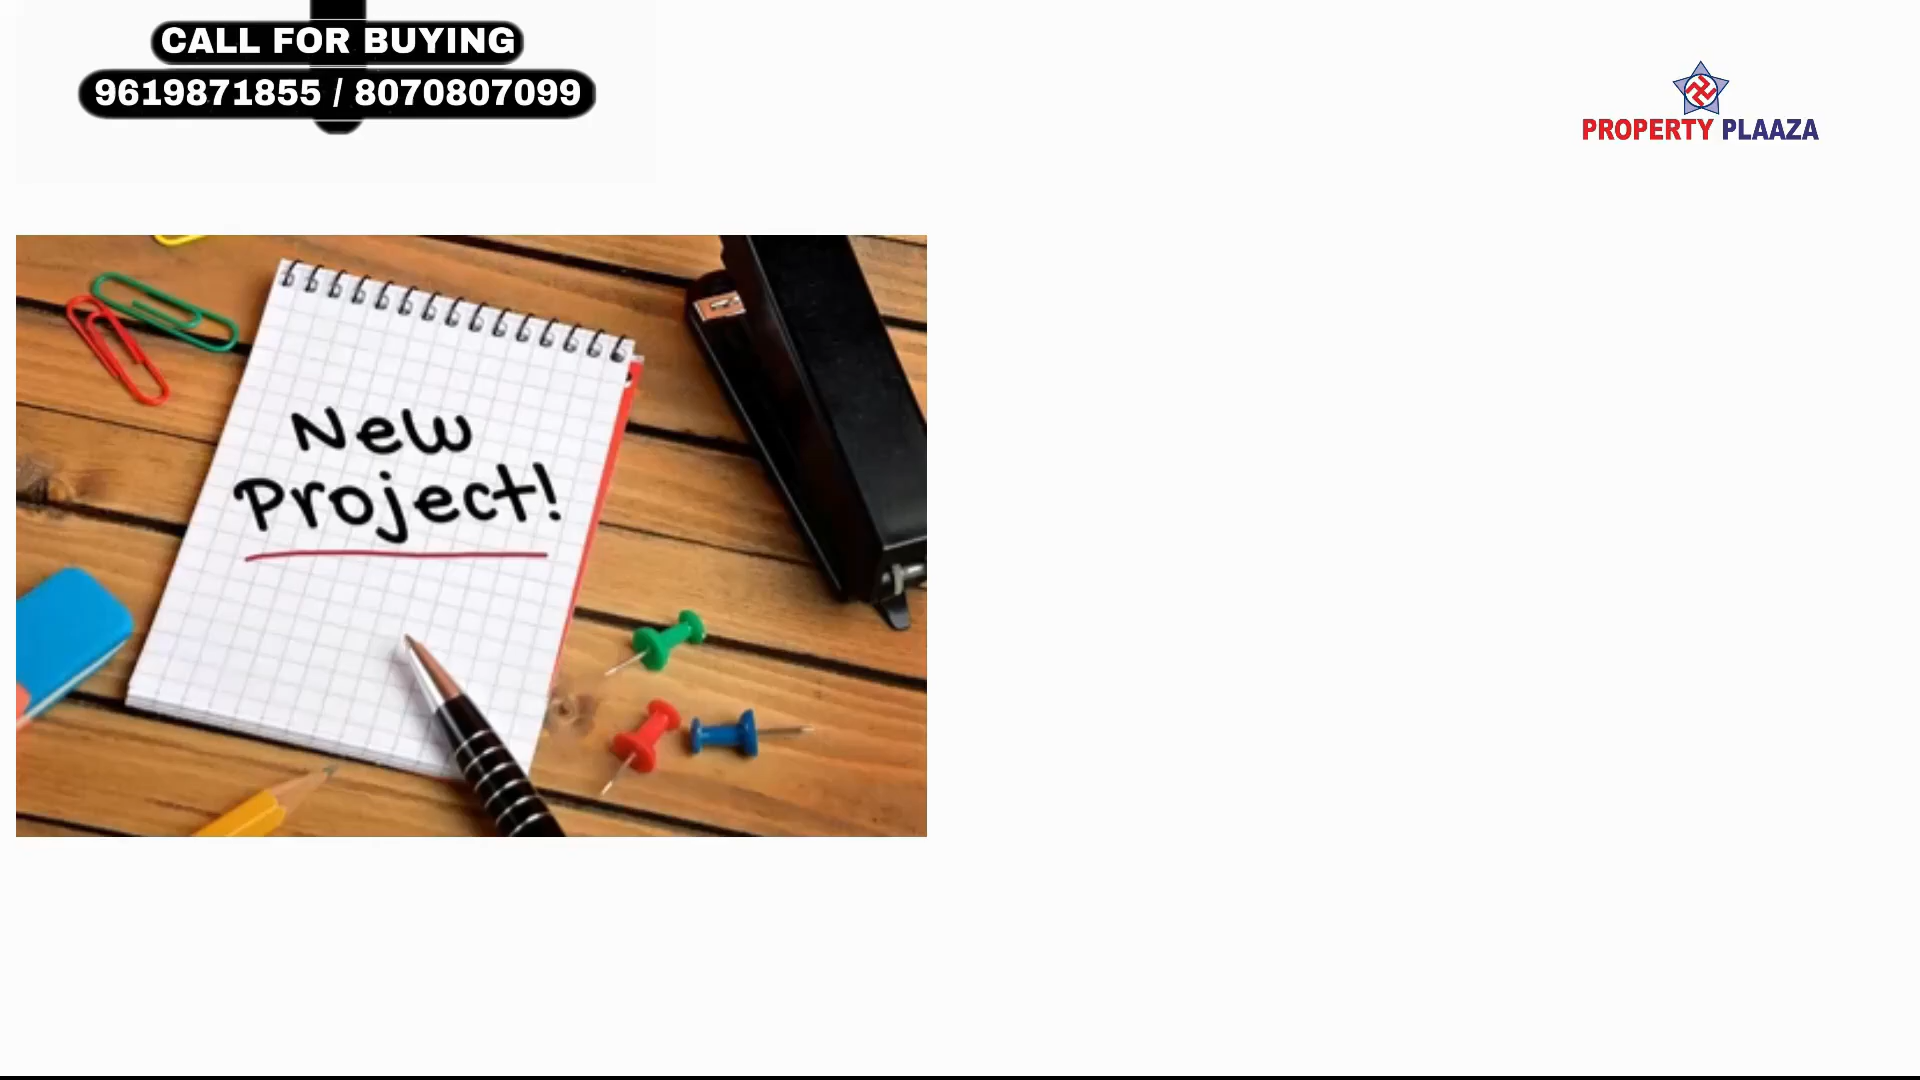 CALL FOR BUYING
9619871855 / 8070807099
PROPERTY PLAAZA
New
Project!